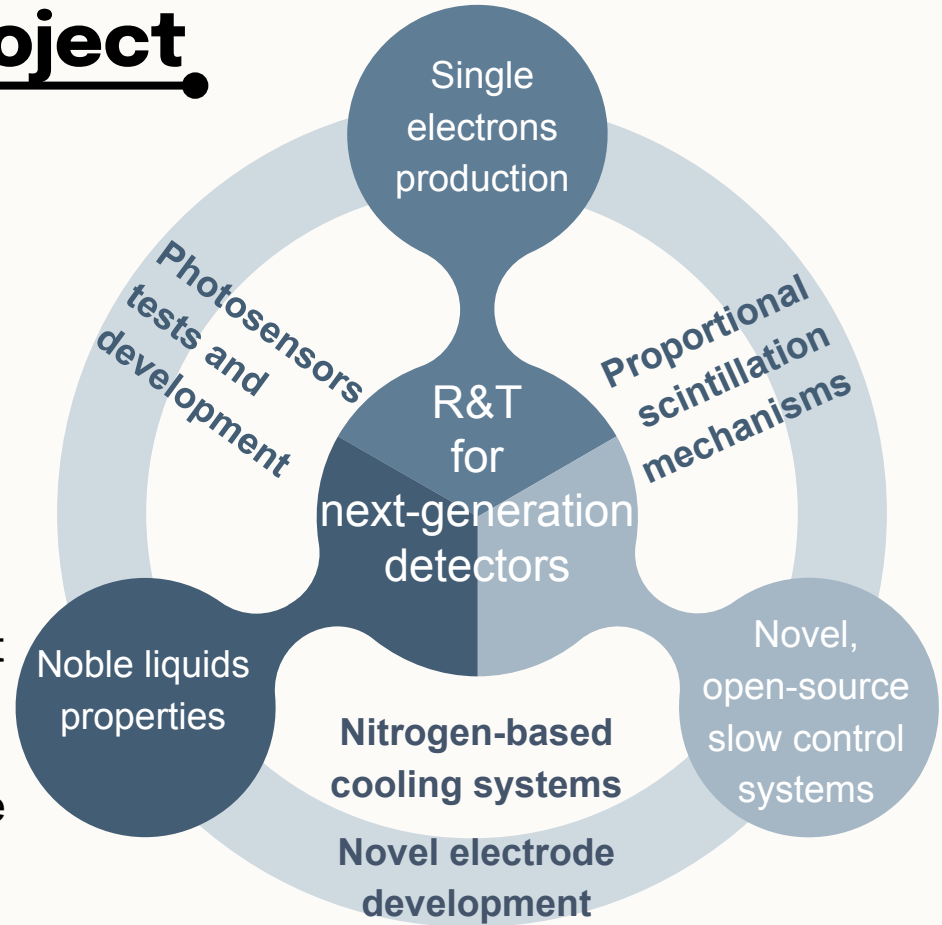 oject
Single
electrons
production
Photosensors
tests and
development
Proportional
scintillation
mechanisms
R&T
for
next-generation
detectors
Noble liquids
properties
Novel,
open-source
slow control
systems
Nitrogen-based
cooling systems
Novel electrode
development